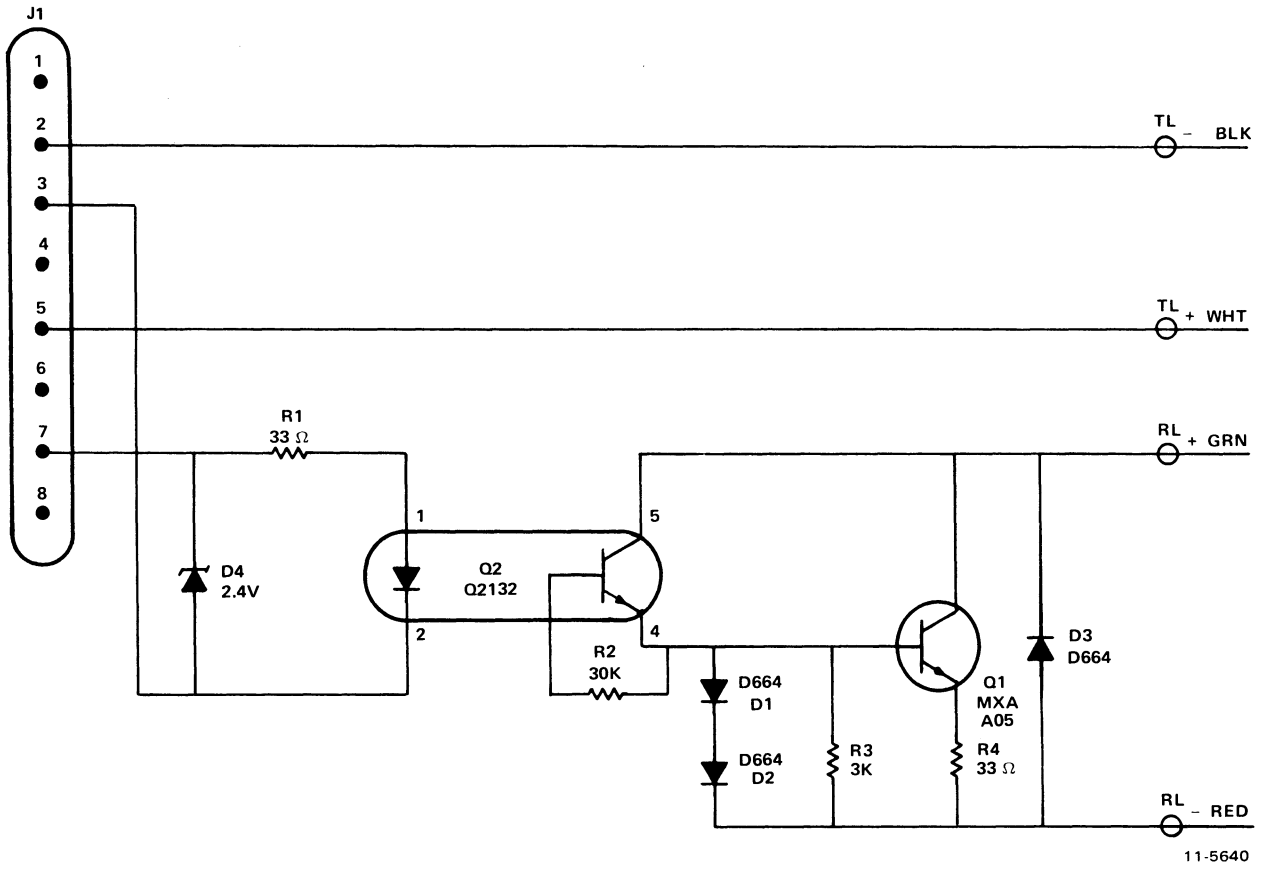 J1
1
2
TL
- BLK
3
4
5
TL
+ WHT
6
7
R1
33 Ω
RL
+ GRN
8
1
5
D4
2.4V
Q2
Q2132
2
4
R2
30K
D664
D1
D3
D664
Q1
MXA
A05
D664
D2
R3
3K
R4
33 Ω
RL
- RED
11-5640